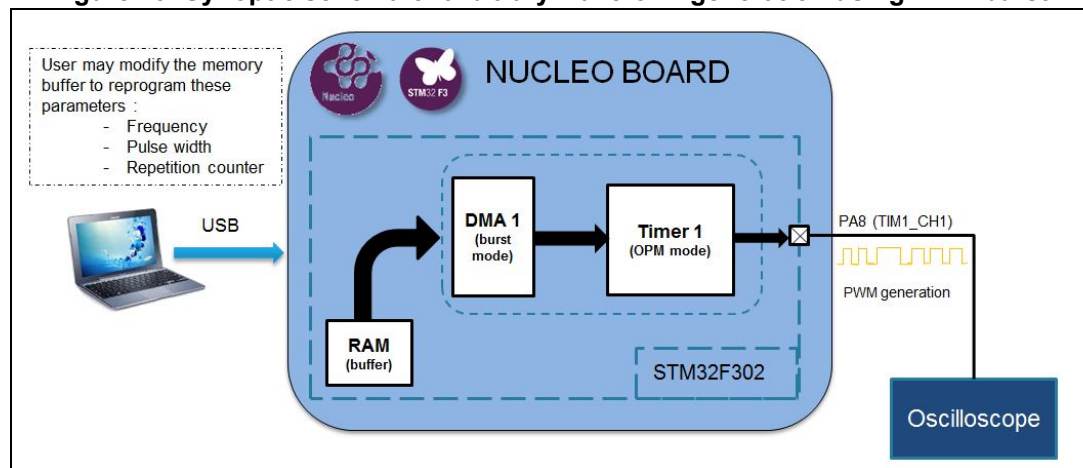 User may modify the memory
buffer to reprogram these
parameters :
- Frequency
- Pulse width
- Repetition counter
USB
Nucleo
STM32 F3
NUCLEO BOARD
DMA 1
(burst
mode)
Timer 1
(OPM mode)
RAM
(buffer)
STM32F302
PA8 (TIM1_CH1)
PWM generation
Oscilloscope